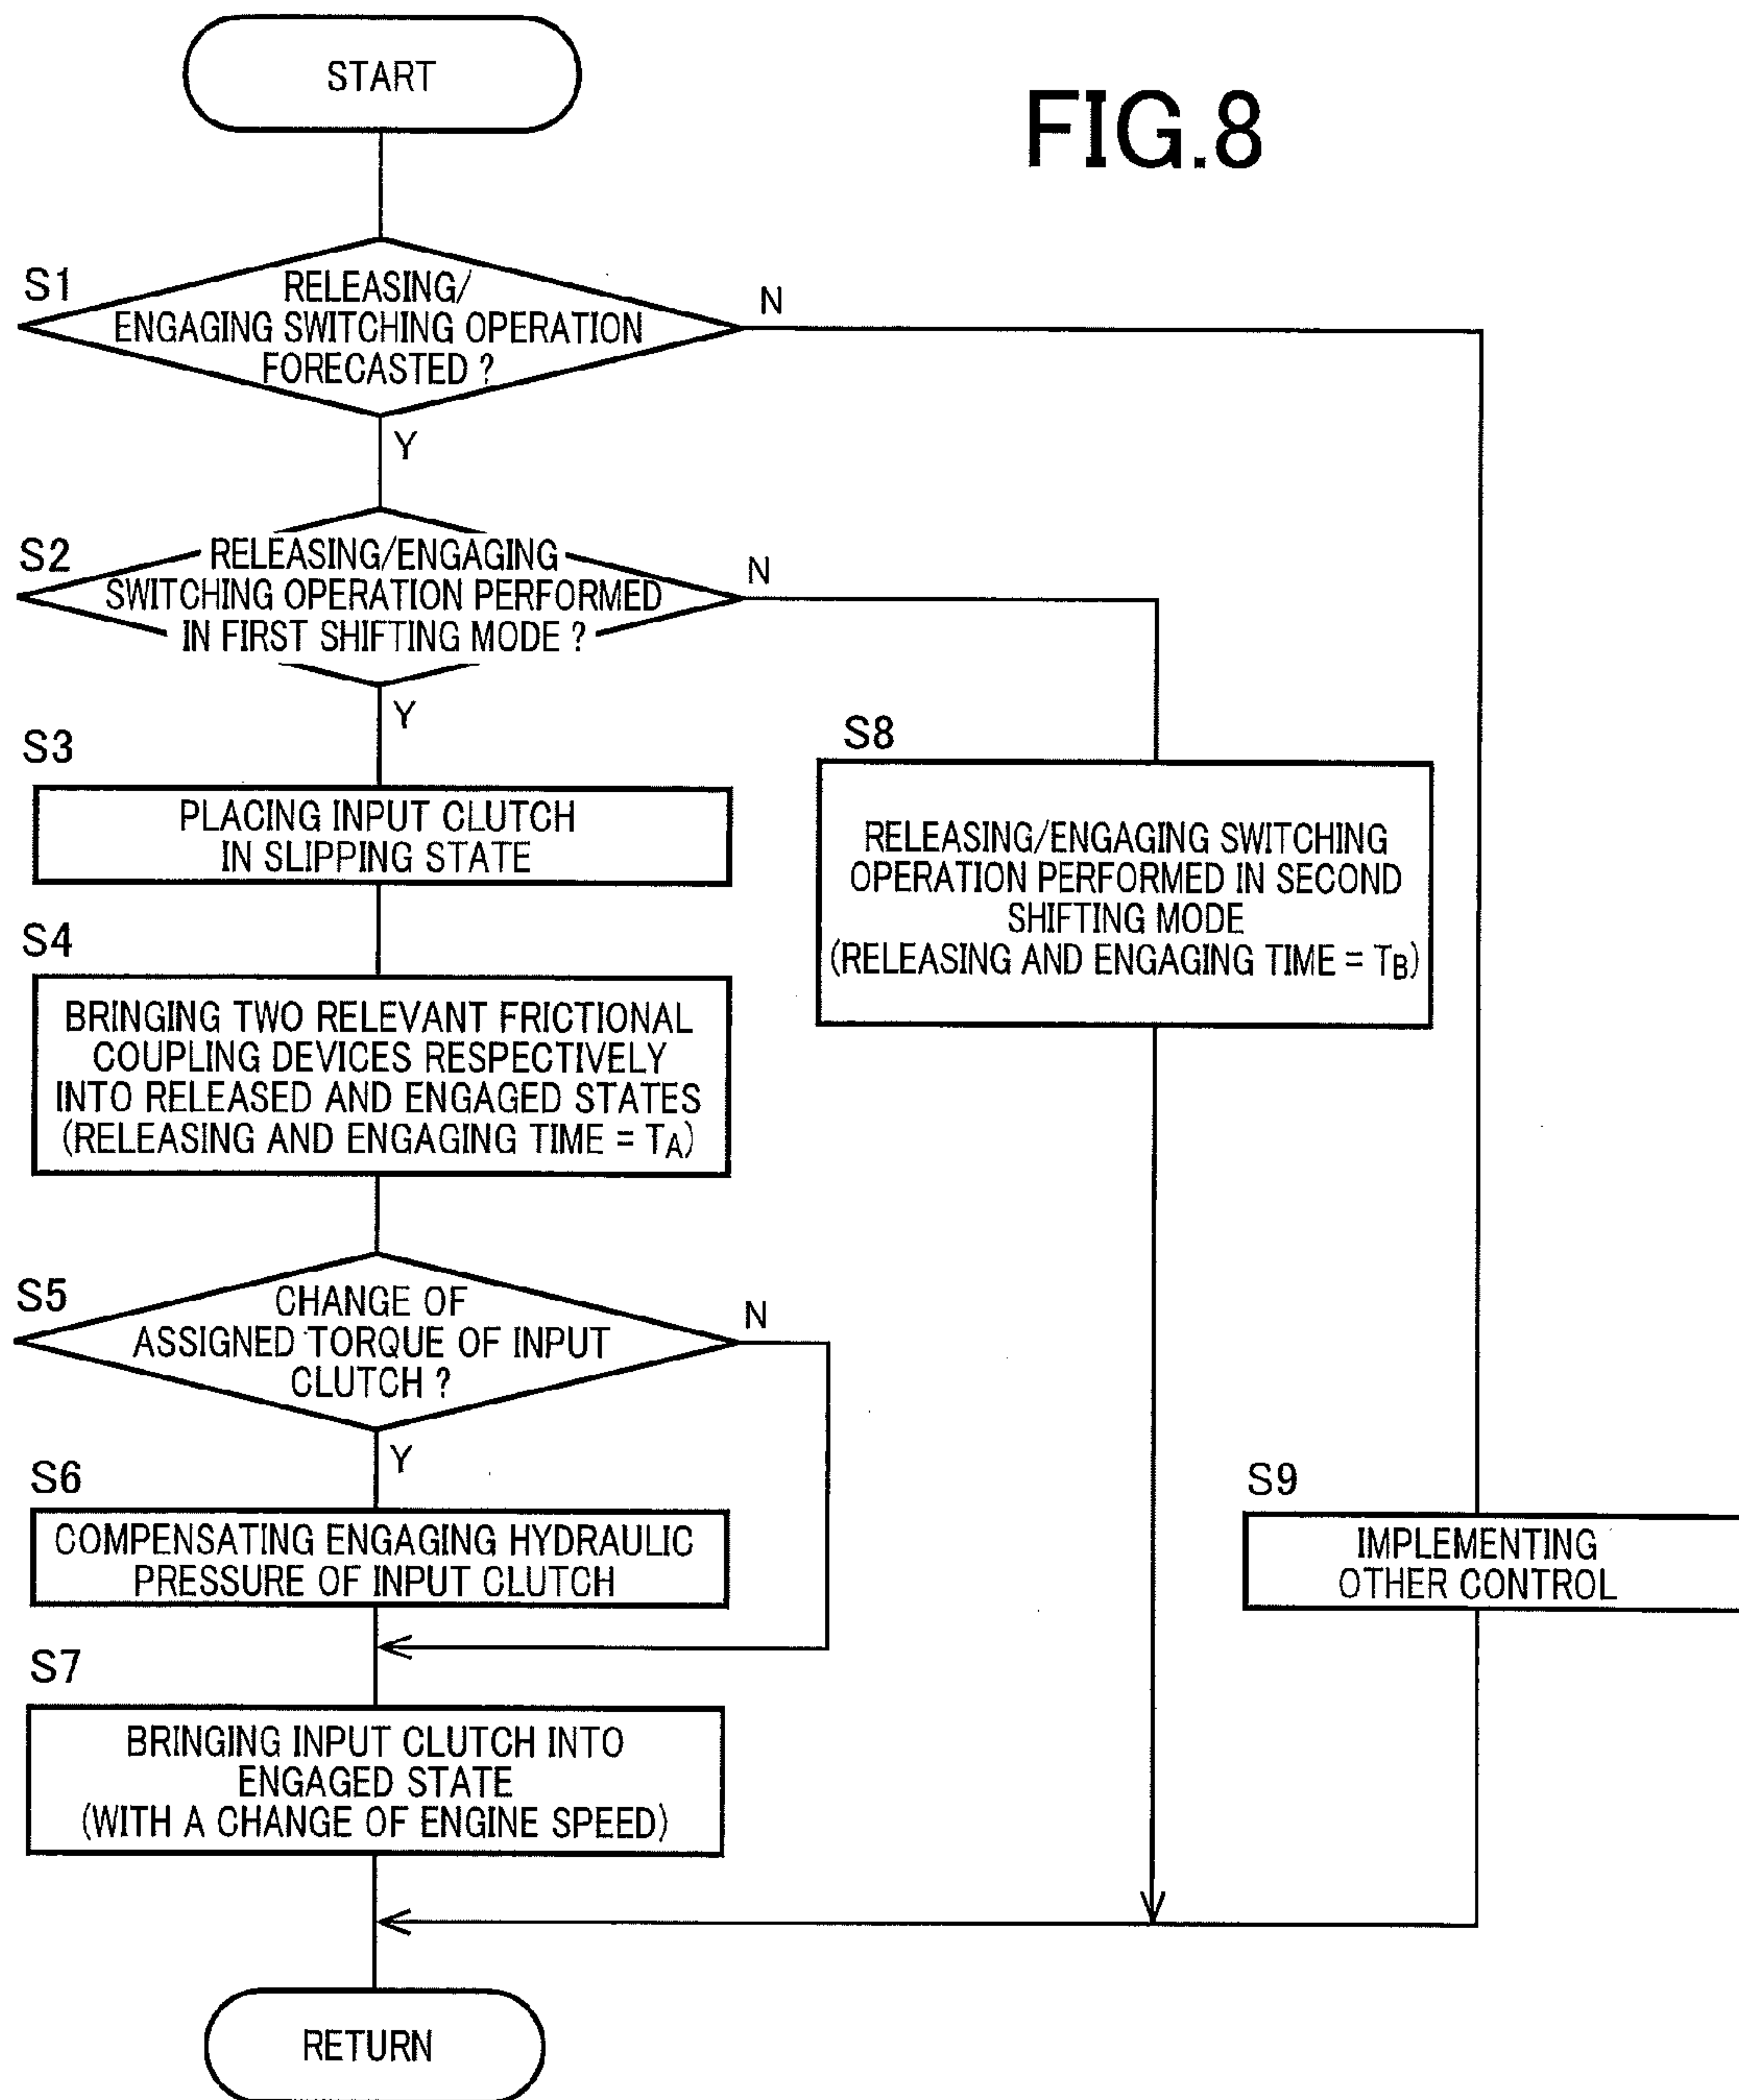 FIG.8
START
S1
RELEASING/
ENGAGING SWITCHING OPERATION
FORECASTED ?
N
Y
S2
RELEASING/ENGAGING
SWITCHING OPERATION PERFORMED
IN FIRST SHIFTING MODE ?
N
Y
S3
PLACING INPUT CLUTCH
IN SLIPPING STATE
S8
RELEASING/ENGAGING SWITCHING
OPERATION PERFORMED IN SECOND
SHIFTING MODE
(RELEASING AND ENGAGING TIME = TB)
S4
BRINGING TWO RELEVANT FRICTIONAL
COUPLING DEVICES RESPECTIVELY
INTO RELEASED AND ENGAGED STATES
(RELEASING AND ENGAGING TIME = TA)
S5
CHANGE OF
ASSIGNED TORQUE OF INPUT
CLUTCH ?
N
Y
S6
COMPENSATING ENGAGING HYDRAULIC
PRESSURE OF INPUT CLUTCH
S9
IMPLEMENTING
OTHER CONTROL
S7
BRINGING INPUT CLUTCH INTO
ENGAGED STATE
(WITH A CHANGE OF ENGINE SPEED)
RETURN